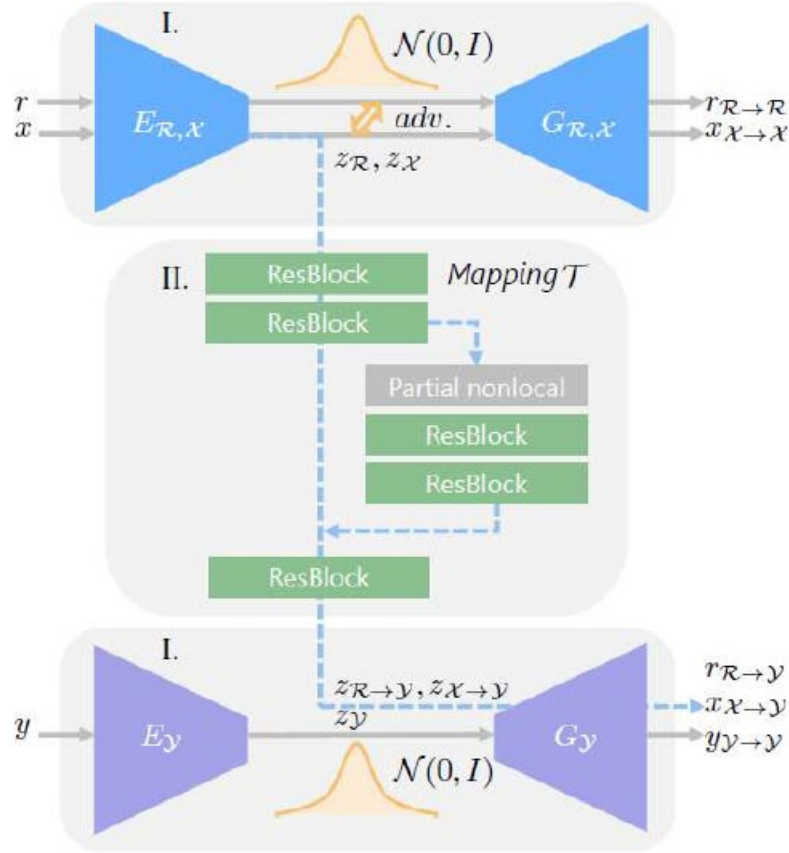 I.
𝒩(0, I)
r
x
E_{ℛ,𝒳}
adv.
G_{ℛ,𝒳}
r_{ℛ→ℛ}
x_{𝒳→𝒳}
z_ℛ, z_𝒳
II.
ResBlock
Mapping 𝒯
ResBlock
Partial nonlocal
ResBlock
ResBlock
ResBlock
I.
z_{ℛ→𝒴}, z_{𝒳→𝒴}
r_{ℛ→𝒴}
x_{𝒳→𝒴}
y
E_𝒴
z_𝒴
G_𝒴
y_{𝒴→𝒴}
𝒩(0, I)